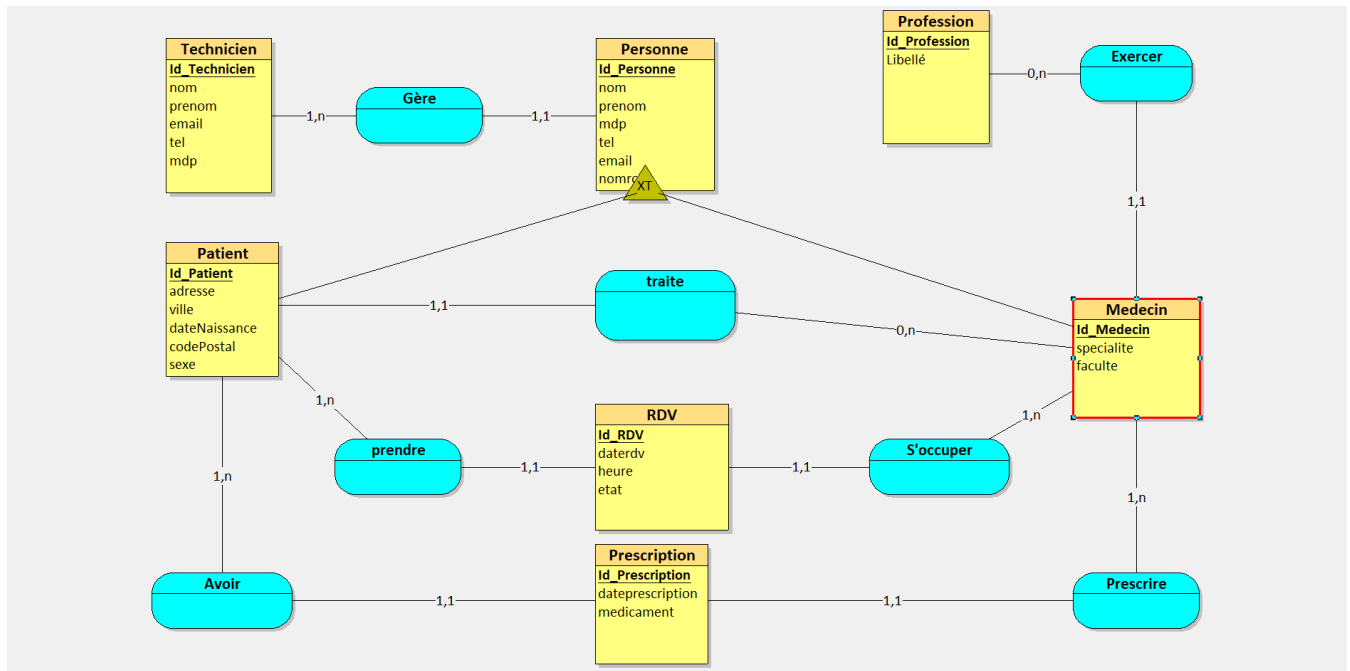 Technicien
Id_Technicien
nom
prenom
email
tel
mdp
1,n
Gère
1,1
Personne
Id_Personne
nom
prenom
mdp
tel
email
XT
Profession
Id_Profession
Libellé
0,n
Exercer
1,1
Patient
Id_Patient
adresse
ville
dateNaissance
codePostal
sexe
1,1
traite
0,n
Medecin
Id_Medecin
specialite
faculte
1,n
prendre
1,1
RDV
Id_RDV
daterdv
heure
etat
1,1
S'occuper
1,n
1,n
Avoir
1,1
Prescription
Id_Prescription
dateprescription
medicament
1,1
Prescrire
1,n